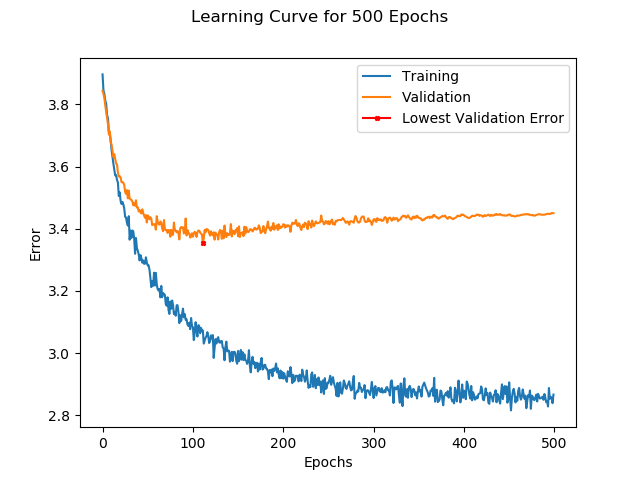 Learning Curve for 500 Epochs
Training
Validation
Lowest Validation Error
3.8
3.6
3.4
3.2
3.0
2.8
Error
0 100 200 300 400 500
Epochs